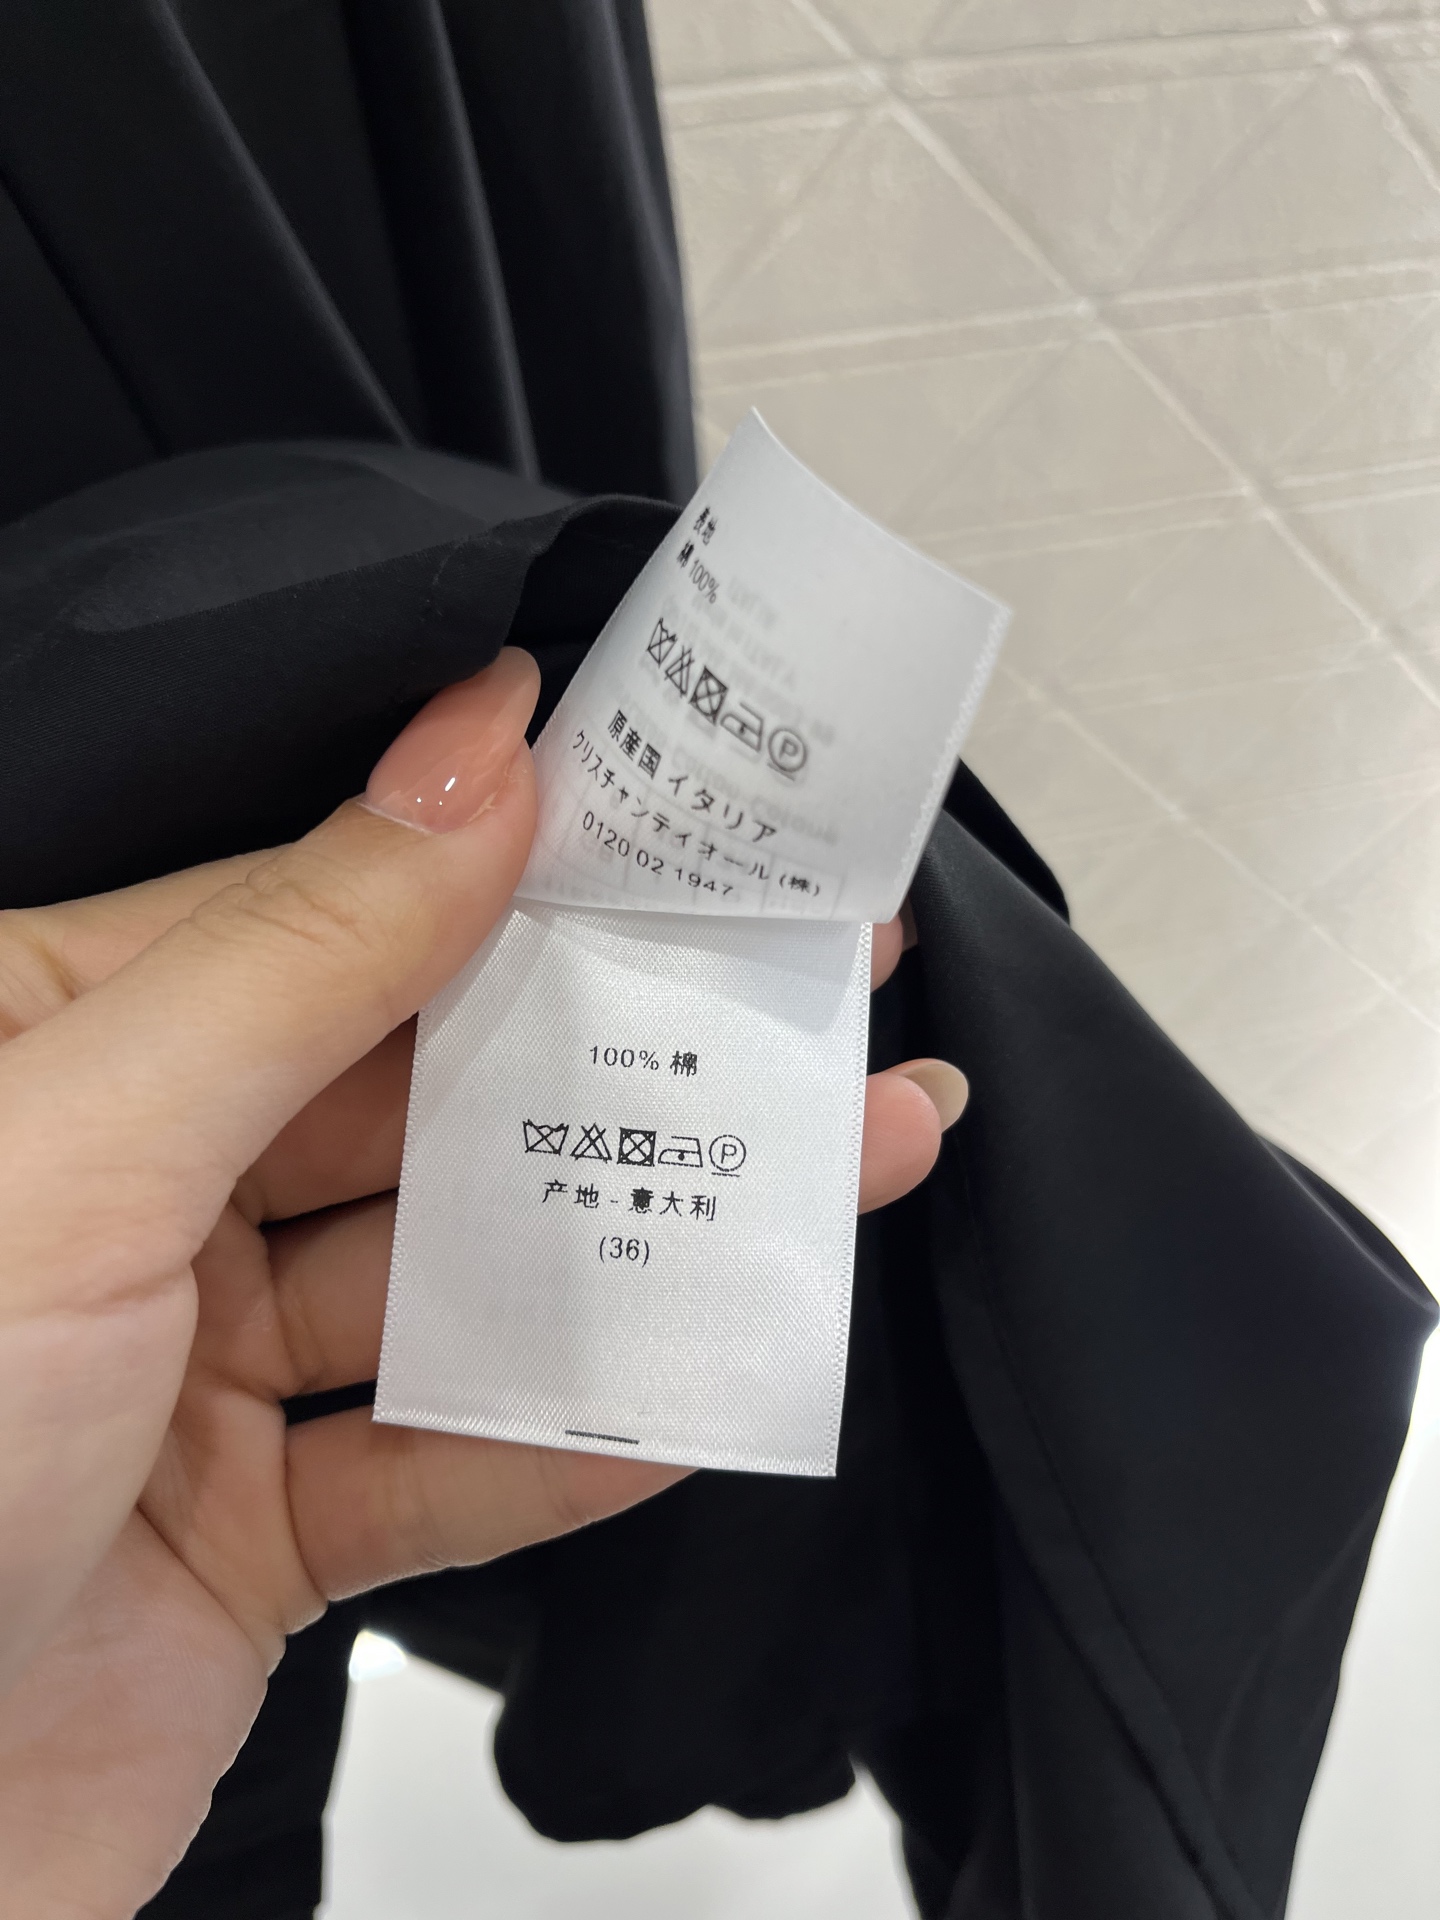 表地
綿 100%
P
原産国 イタリア
クリスチャンディオール (株)
0120 02 1947
100% 棉
P
产地 - 意大利
(36)